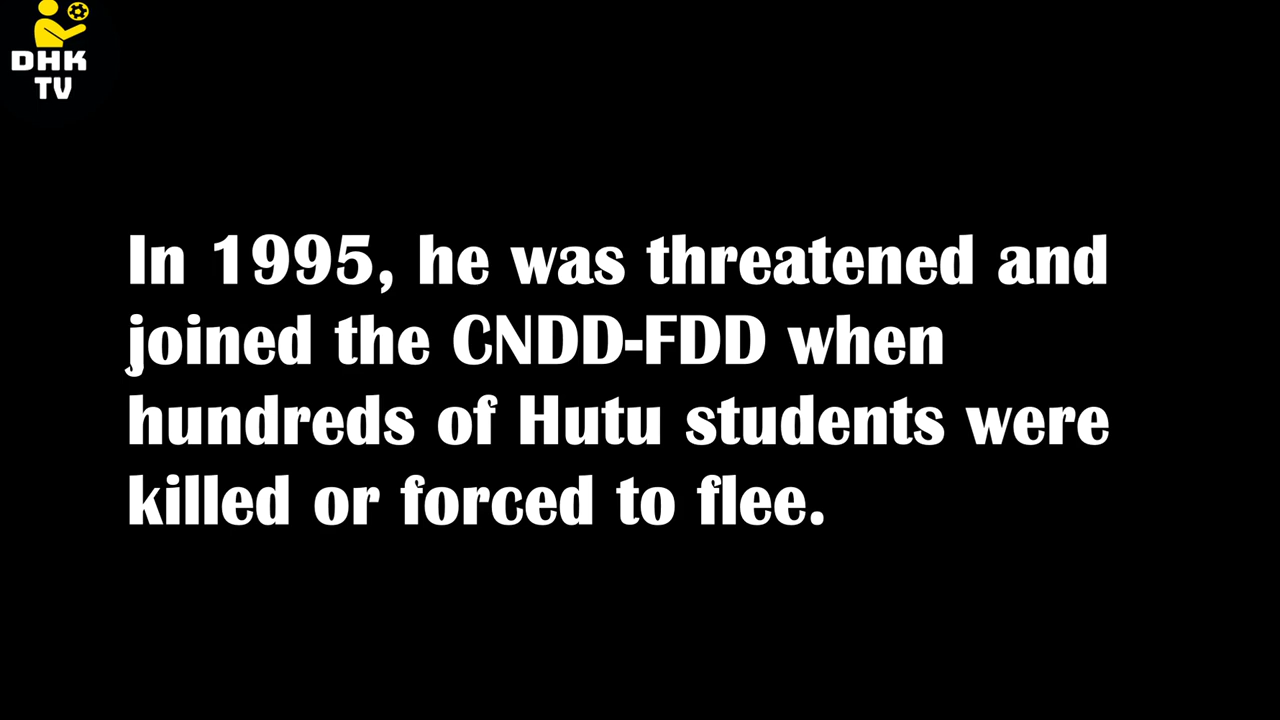 DHK
TV
In 1995, he was threatened and
joined the CNDD-FDD when
hundreds of Hutu students were
killed or forced to flee.